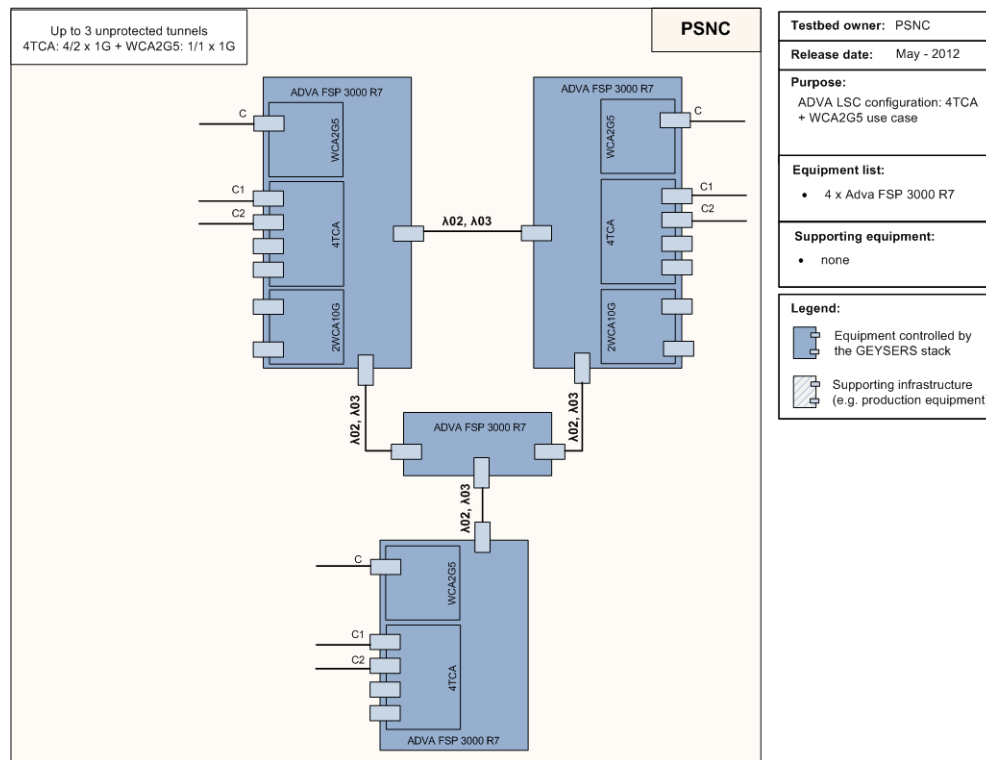 Up to 3 unprotected tunnels
4TCA: 4/2 x 1G + WCA2G5: 1/1 x 1G
PSNC
ADVA FSP 3000 R7
C
WCA2G5
C1
C2
4TCA
2WCA10G
λ02, λ03
ADVA FSP 3000 R7
WCA2G5
C
C1
C2
4TCA
2WCA10G
λ02, λ03
λ02, λ03
ADVA FSP 3000 R7
λ02, λ03
C
WCA2G5
C1
C2
4TCA
ADVA FSP 3000 R7
Testbed owner: PSNC
Release date: May - 2012
Purpose:
ADVA LSC configuration: 4TCA
+ WCA2G5 use case
Equipment list:
• 4 x Adva FSP 3000 R7
Supporting equipment:
• none
Legend:
Equipment controlled by
the GEYSERS stack
Supporting infrastructure
(e.g. production equipment